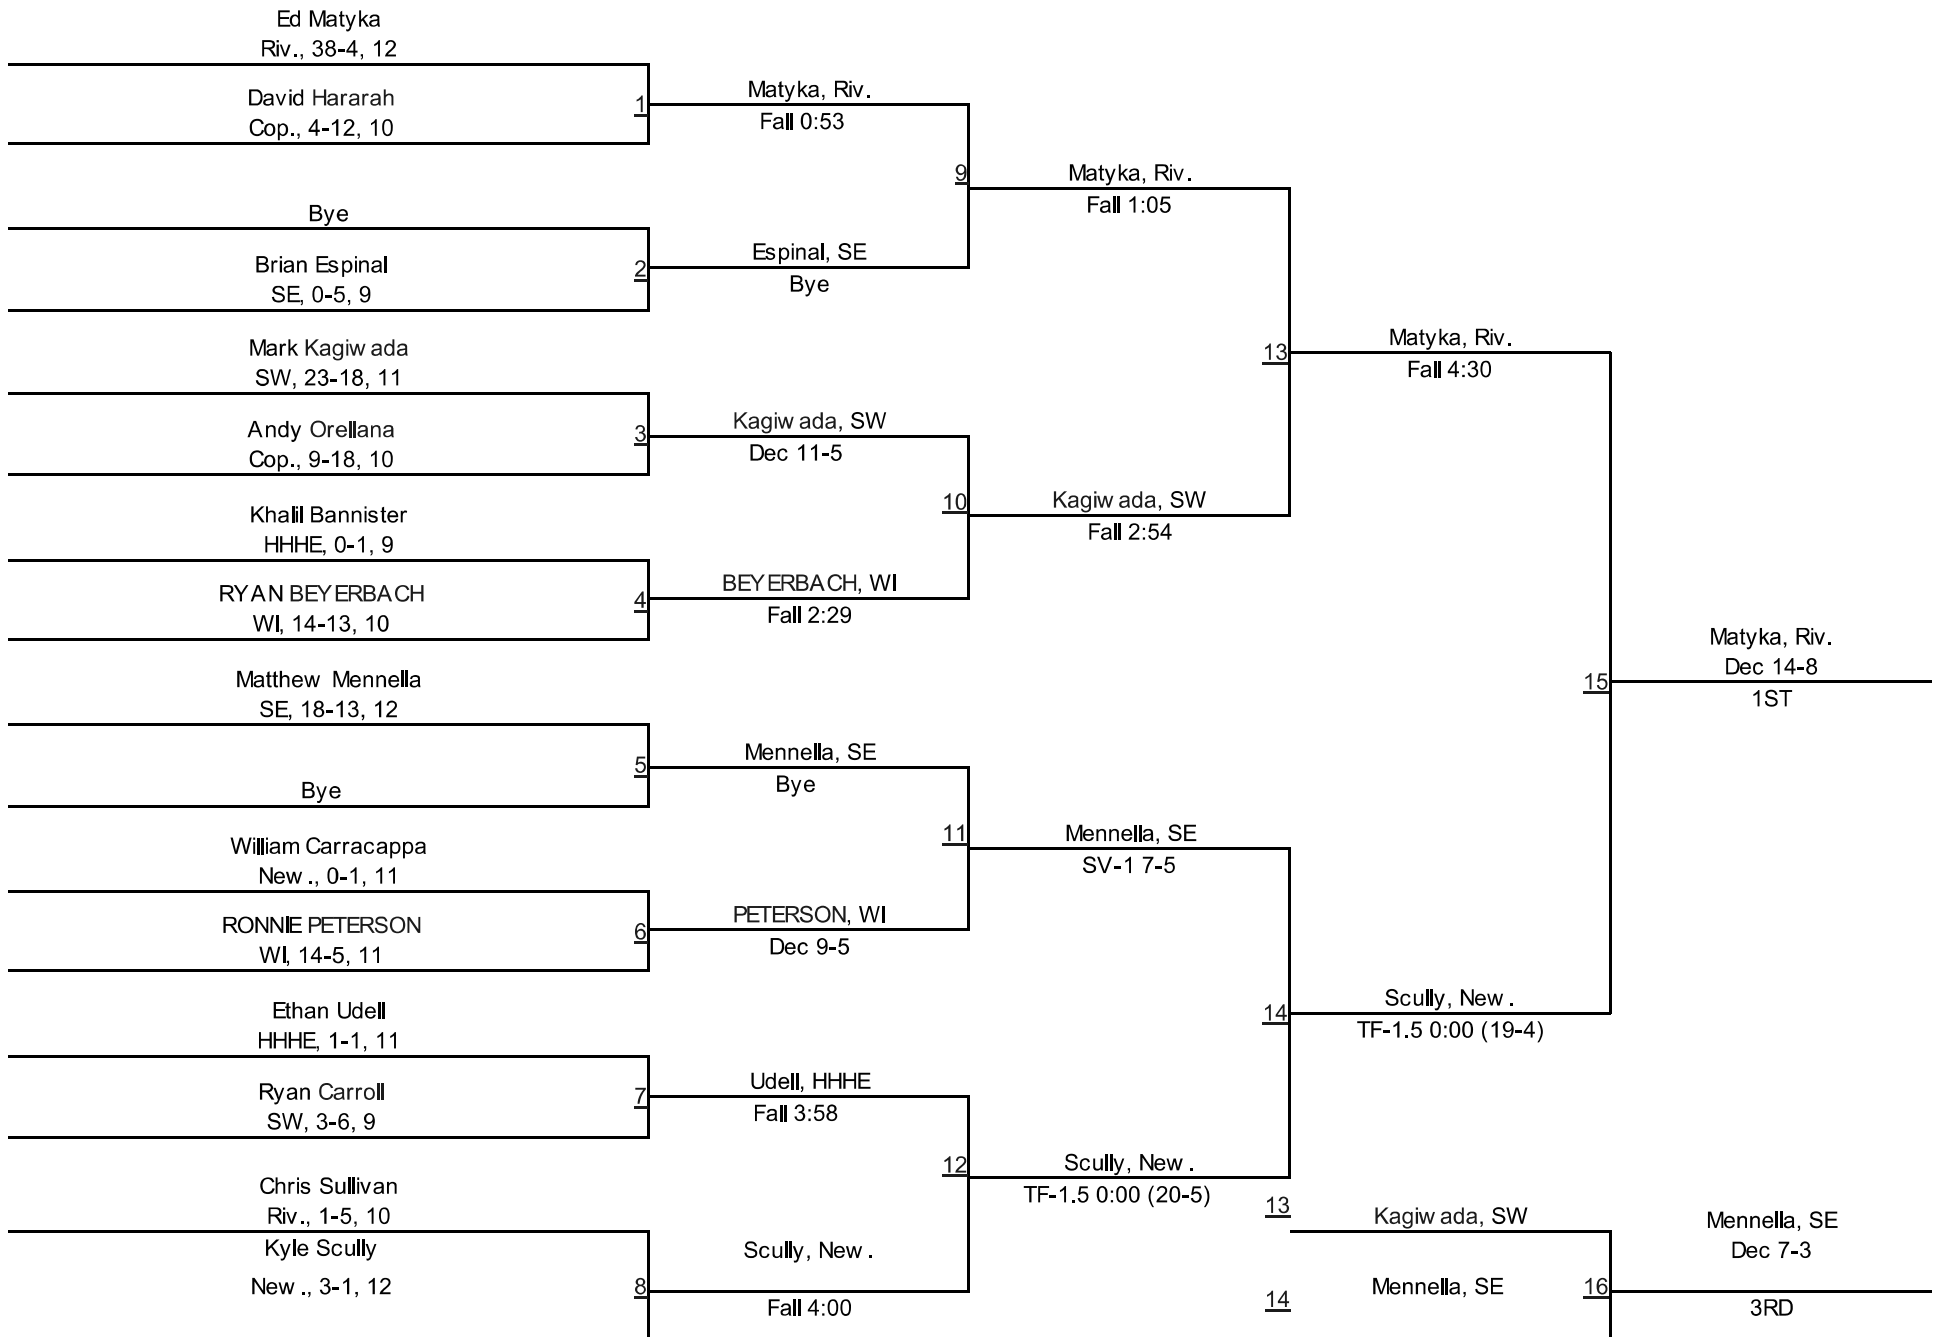 Ed Matyka
Riv., 38-4, 12
David Hararah
Cop., 4-12, 10
1
Matyka, Riv.
Fall 0:53
Bye
Brian Espinal
SE, 0-5, 9
2
Espinal, SE
Bye
9
Matyka, Riv.
Fall 1:05
Mark Kagiwada
SW, 23-18, 11
Andy Orellana
Cop., 9-18, 10
3
Kagiwada, SW
Dec 11-5
Khalil Bannister
HHHE, 0-1, 9
RYAN BEYERBACH
WI, 14-13, 10
4
BEYERBACH, WI
Fall 2:29
10
Kagiwada, SW
Fall 2:54
13
Matyka, Riv.
Fall 4:30
Matthew Mennella
SE, 18-13, 12
Bye
5
Mennella, SE
Bye
William Carracappa
New., 0-1, 11
RONNIE PETERSON
WI, 14-5, 11
6
PETERSON, WI
Dec 9-5
11
Mennella, SE
SV-1 7-5
Ethan Udell
HHHE, 1-1, 11
Ryan Carroll
SW, 3-6, 9
7
Udell, HHHE
Fall 3:58
Chris Sullivan
Riv., 1-5, 10
Kyle Scully
New., 3-1, 12
8
Scully, New.
Fall 4:00
12
Scully, New.
TF-1.5 0:00 (20-5)
14
Scully, New.
TF-1.5 0:00 (19-4)
15
Matyka, Riv.
Dec 14-8
1ST
13
Kagiwada, SW
14
Mennella, SE
16
Mennella, SE
Dec 7-3
3RD